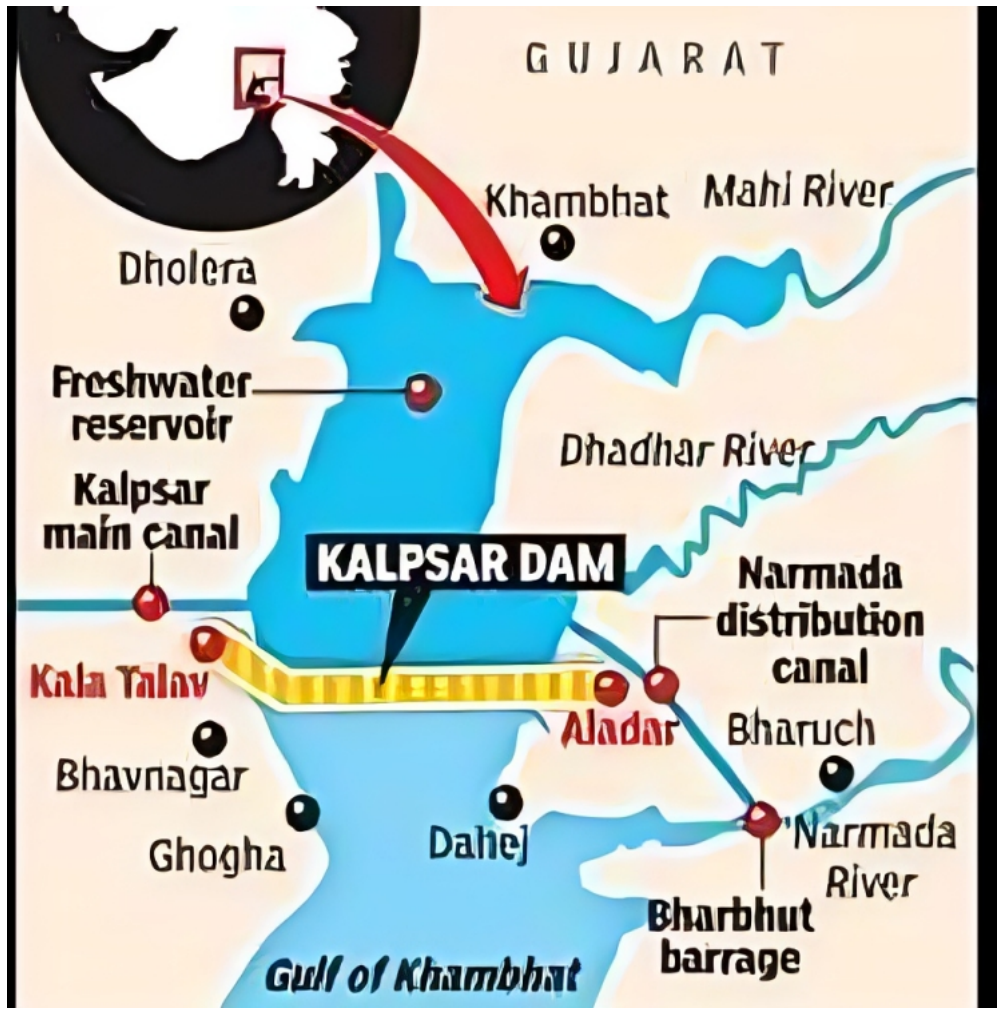 GUJARAT
Khambhat
Mahi River
Dholera
Freshwater
reservoir
Dhadhar River
Kalpsar
main canal
KALPSAR DAM
Narmada
distribution
canal
Kala Talav
Aladar
Bharuch
Bhavnagar
Ghogha
Dahej
Narmada
River
Bharbhut
barrage
Gulf of Khambhat